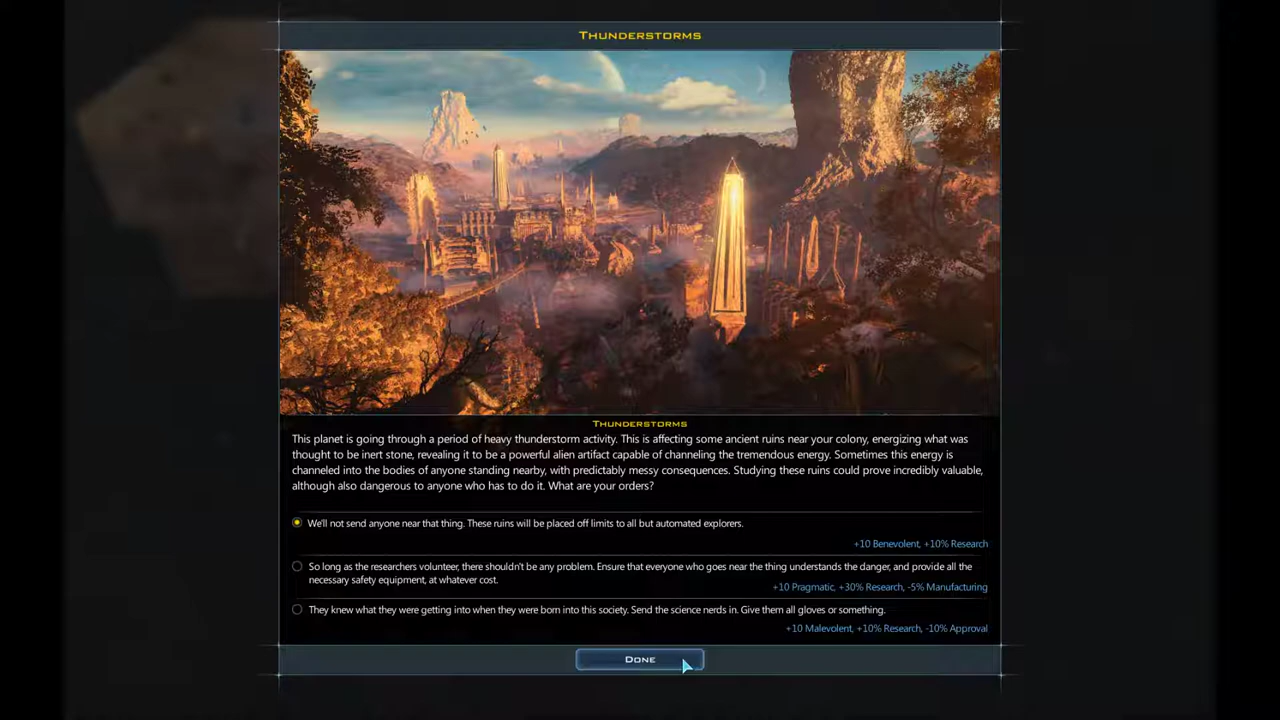 THUNDERSTORMS
THUNDERSTORMS
This planet is going through a period of heavy thunderstorm activity. This is affecting some ancient ruins near your colony, energizing what was
thought to be inert stone, revealing it to be a powerful alien artifact capable of channeling the tremendous energy. Sometimes this energy is
channeled into the bodies of anyone standing nearby, with predictably messy consequences. Studying these ruins could prove incredibly valuable,
although also dangerous to anyone who has to do it. What are your orders?
We'll not send anyone near that thing. These ruins will be placed off limits to all but automated explorers.
+10 Benevolent, +10% Research
So long as the researchers volunteer, there shouldn't be any problem. Ensure that everyone who goes near the thing understands the danger, and provide all the
necessary safety equipment, at whatever cost.
+10 Pragmatic, +30% Research, -5% Manufacturing
They knew what they were getting into when they were born into this society. Send the science nerds in. Give them all gloves or something.
+10 Malevolent, +10% Research, -10% Approval
DONE